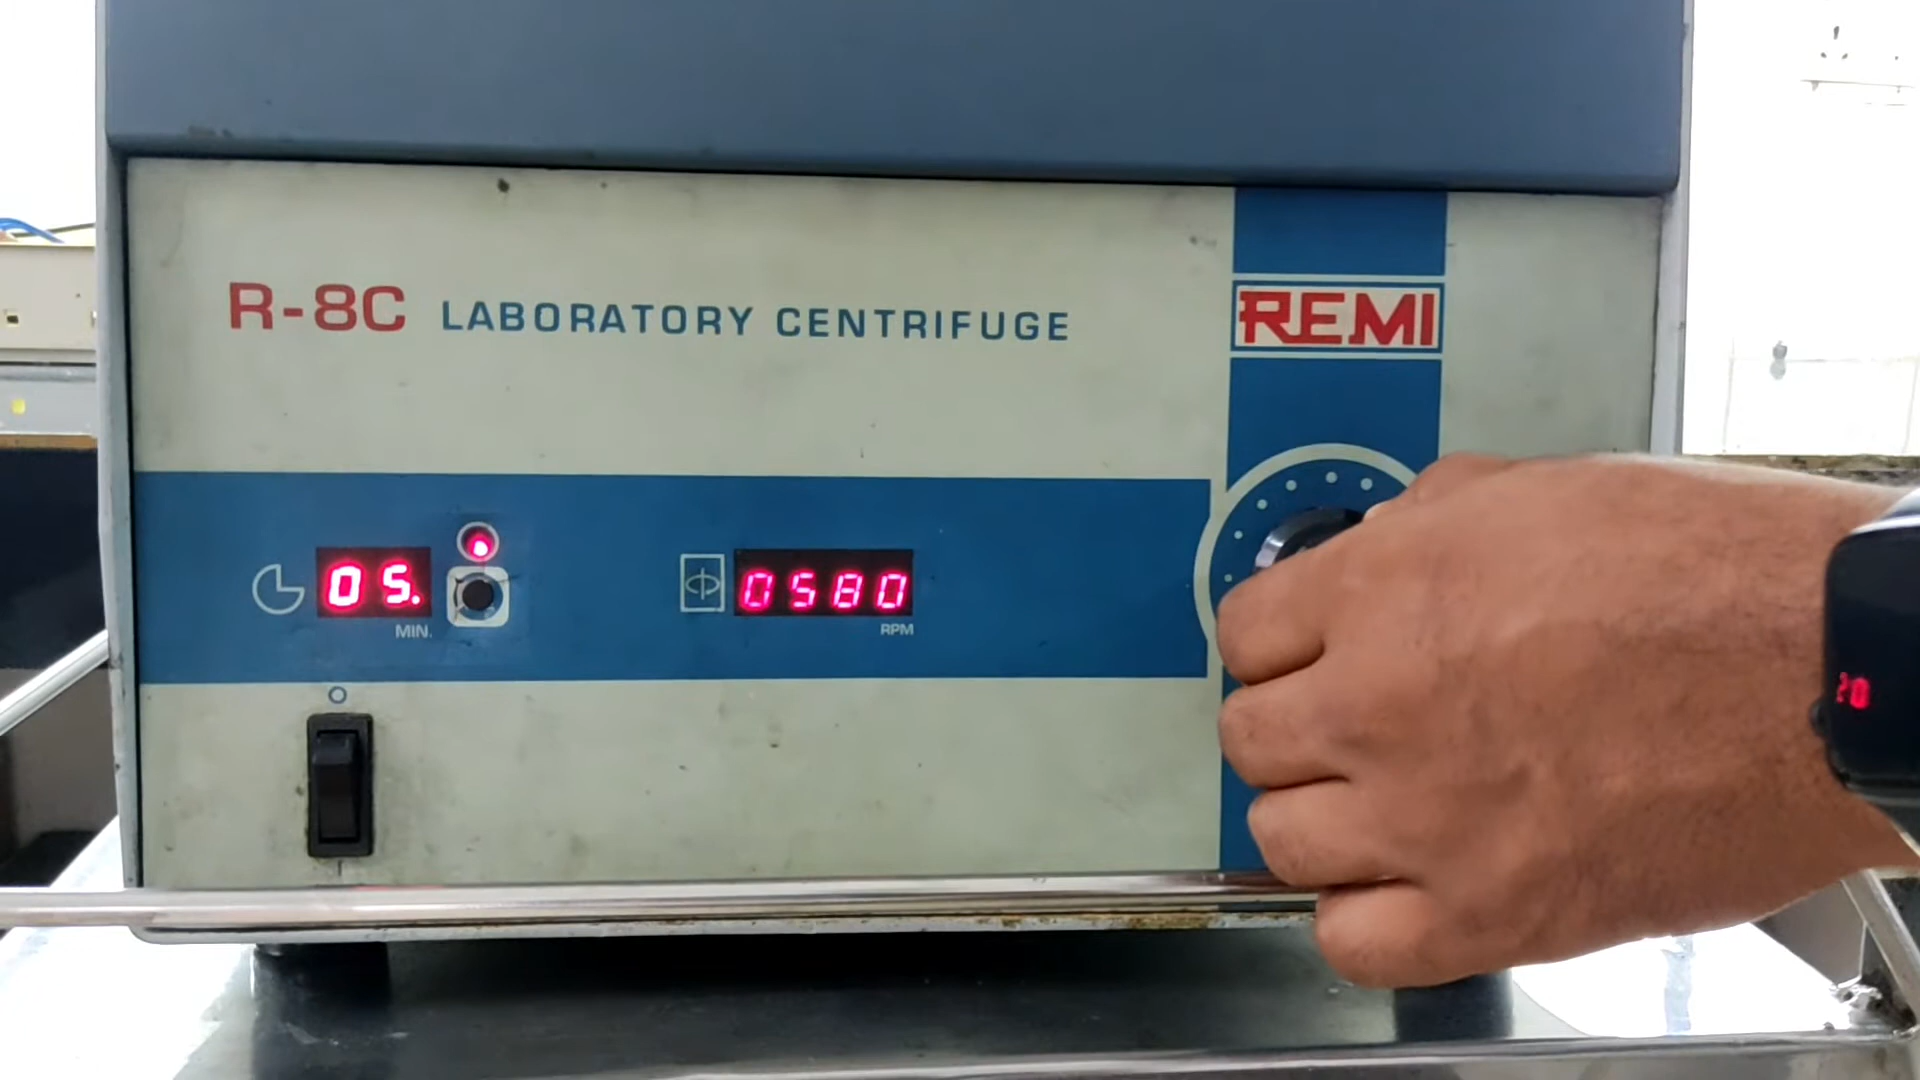 R-8C LABORATORY CENTRIFUGE
REMI
05.
MIN.
0580
RPM